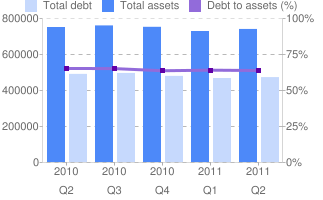 Total debt Total assets Debt to assets (%)
800000 100%
600000 75%
400000 50%
200000 25%
0 0%
2010 2010 2010 2011 2011
Q2 Q3 Q4 Q1 Q2